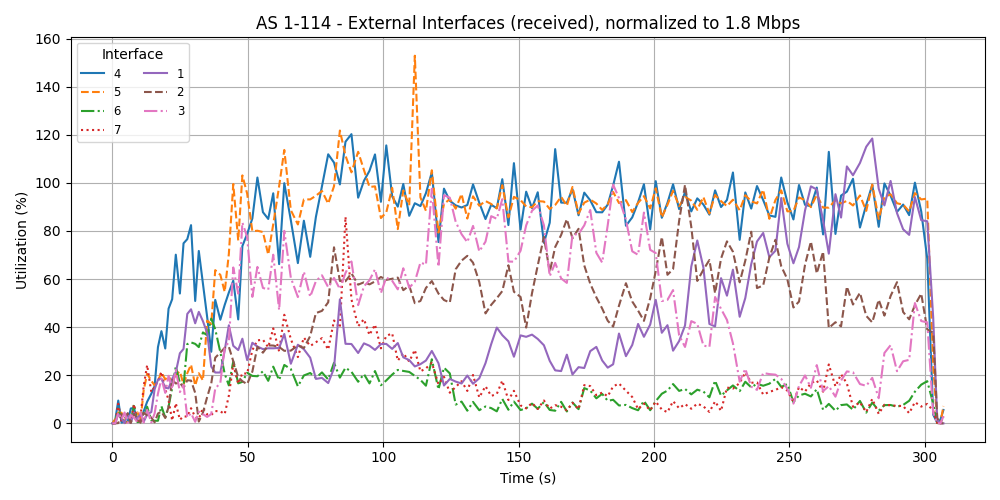 AS 1-114 - External Interfaces (received), normalized to 1.8 Mbps
Interface
4 1
5 2
6 3
7
Utilization (%)
160
140
120
100
80
60
40
20
0
0 50 100 150 200 250 300
Time (s)